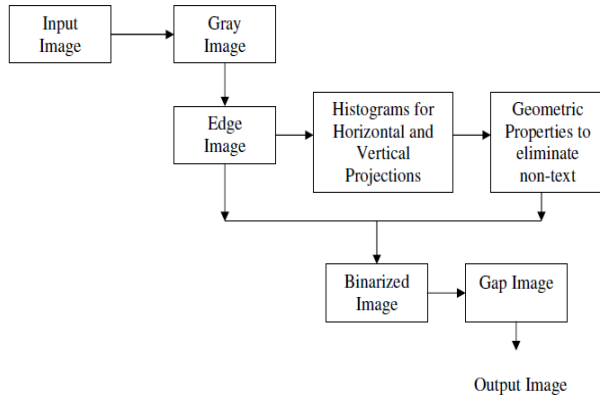 Input
Image
Gray
Image
Edge
Image
Histograms for
Horizontal and
Vertical
Projections
Geometric
Properties to
eliminate
non-text
Binarized
Image
Gap Image
Output Image